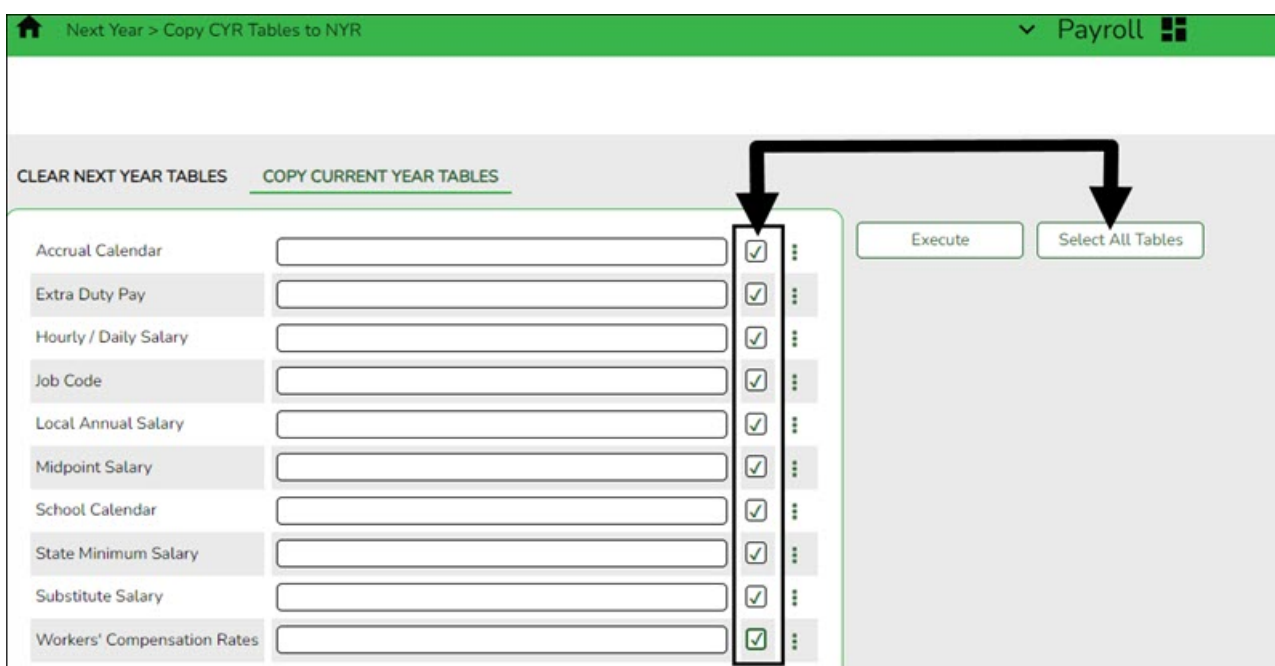 Next Year > Copy CYR Tables to NYR
Payroll
CLEAR NEXT YEAR TABLES
COPY CURRENT YEAR TABLES
Accrual Calendar
Execute
Select All Tables
Extra Duty Pay
Hourly / Daily Salary
Job Code
Local Annual Salary
Midpoint Salary
School Calendar
State Minimum Salary
Substitute Salary
Workers' Compensation Rates